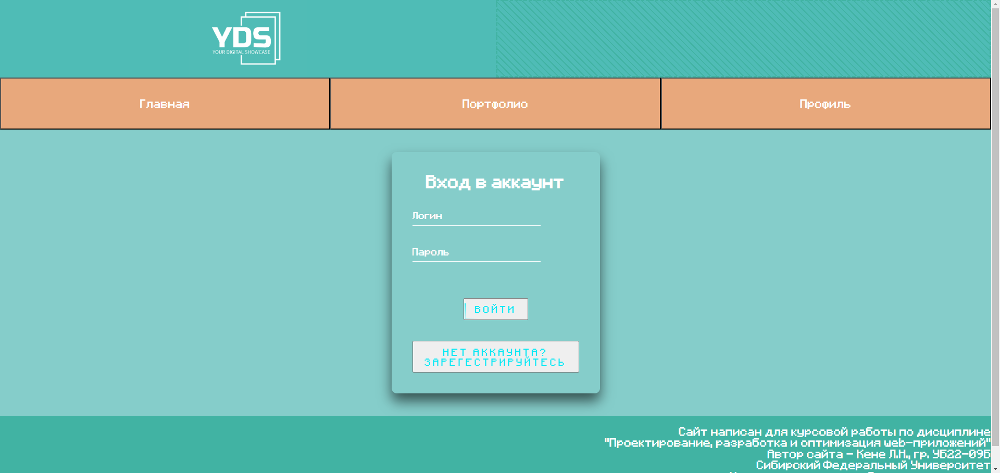 YDS
YOUR DIGITAL SHOWCASE
Главная
Портфолио
Профиль
Вход в аккаунт
Логин
Пароль
ВОЙТИ
НЕТ АККАУНТА?
ЗАРЕГЕСТРИРУЙТЕСЬ
Сайт написан для курсовой работы по дисциплине
"Проектирование, разработка и оптимизация web-приложений"
Автор сайта - Кене Л.Н., гр. УБ22-09Б
Сибирский Федеральный Университет